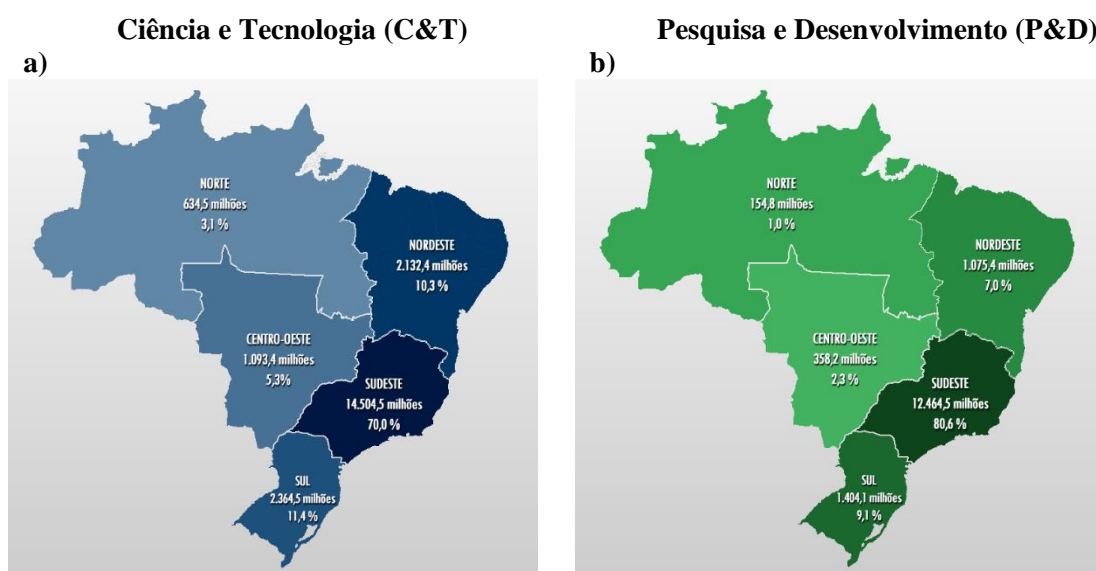 Ciência e Tecnologia (C&T)
a)
NORTE
634,5 milhões
3,1 %
NORDESTE
2.132,4 milhões
10,3 %
CENTRO-OESTE
1.093,4 milhões
5,3%
SUDESTE
14.504,5 milhões
70,0 %
SUL
2.364,5 milhões
11,4 %
Pesquisa e Desenvolvimento (P&D)
b)
NORTE
154,8 milhões
1,0 %
NORDESTE
1.075,4 milhões
7,0 %
CENTRO-OESTE
358,2 milhões
2,3 %
SUDESTE
12.464,5 milhões
80,6 %
SUL
1.404,1 milhões
9,1 %